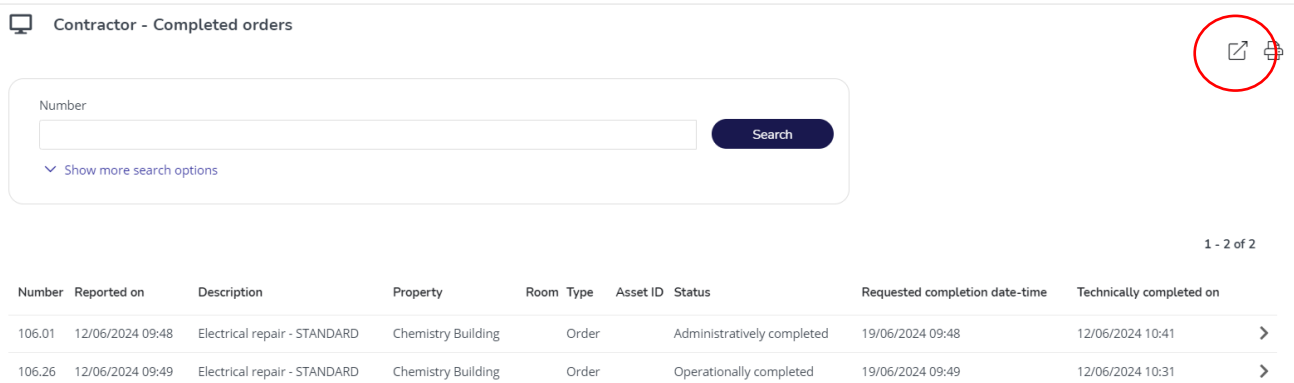 Contractor - Completed orders
Number
Search
Show more search options
1 - 2 of 2
Number Reported on Description Property Room Type Asset ID Status Requested completion date-time Technically completed on
106.01 12/06/2024 09:48 Electrical repair - STANDARD Chemistry Building Order Administratively completed 19/06/2024 09:48 12/06/2024 10:41
106.26 12/06/2024 09:49 Electrical repair - STANDARD Chemistry Building Order Operationally completed 19/06/2024 09:49 12/06/2024 10:31